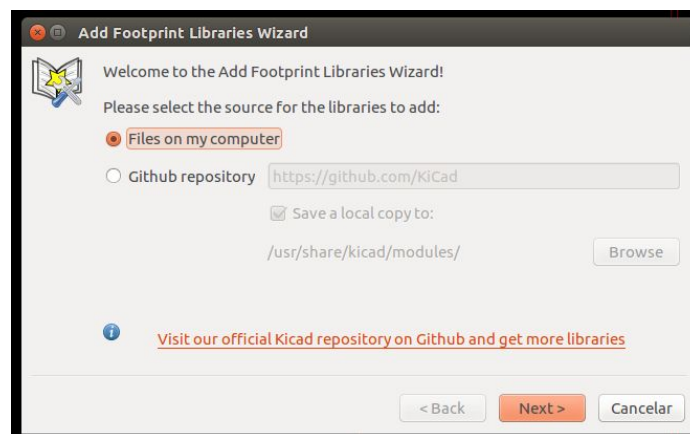 Add Footprint Libraries Wizard
Welcome to the Add Footprint Libraries Wizard!
Please select the source for the libraries to add:
Files on my computer
Github repository https://github.com/KiCad
Save a local copy to:
/usr/share/kicad/modules/ Browse
Visit our official Kicad repository on Github and get more libraries
< Back Next > Cancelar